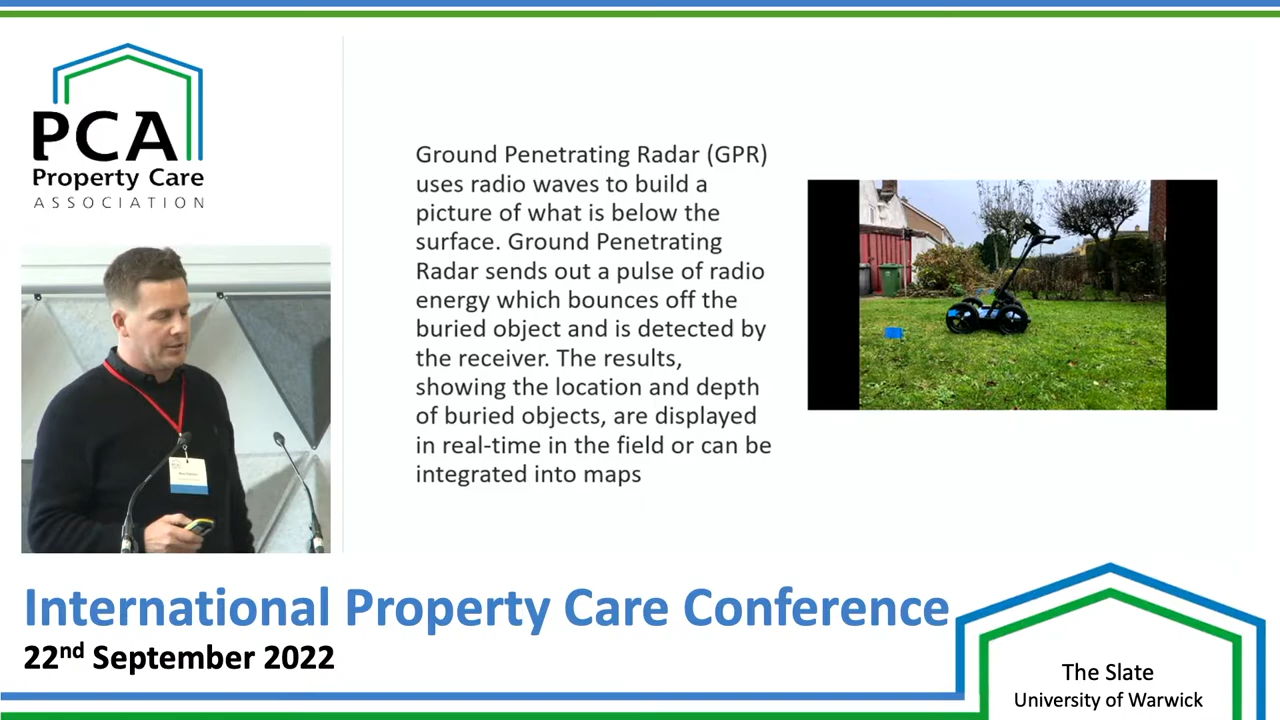 PCA
Property Care
ASSOCIATION
Ground Penetrating Radar (GPR)
uses radio waves to build a
picture of what is below the
surface. Ground Penetrating
Radar sends out a pulse of radio
energy which bounces off the
buried object and is detected by
the receiver. The results,
showing the location and depth
of buried objects, are displayed
in real-time in the field or can be
integrated into maps
International Property Care Conference
22nd September 2022
The Slate
University of Warwick